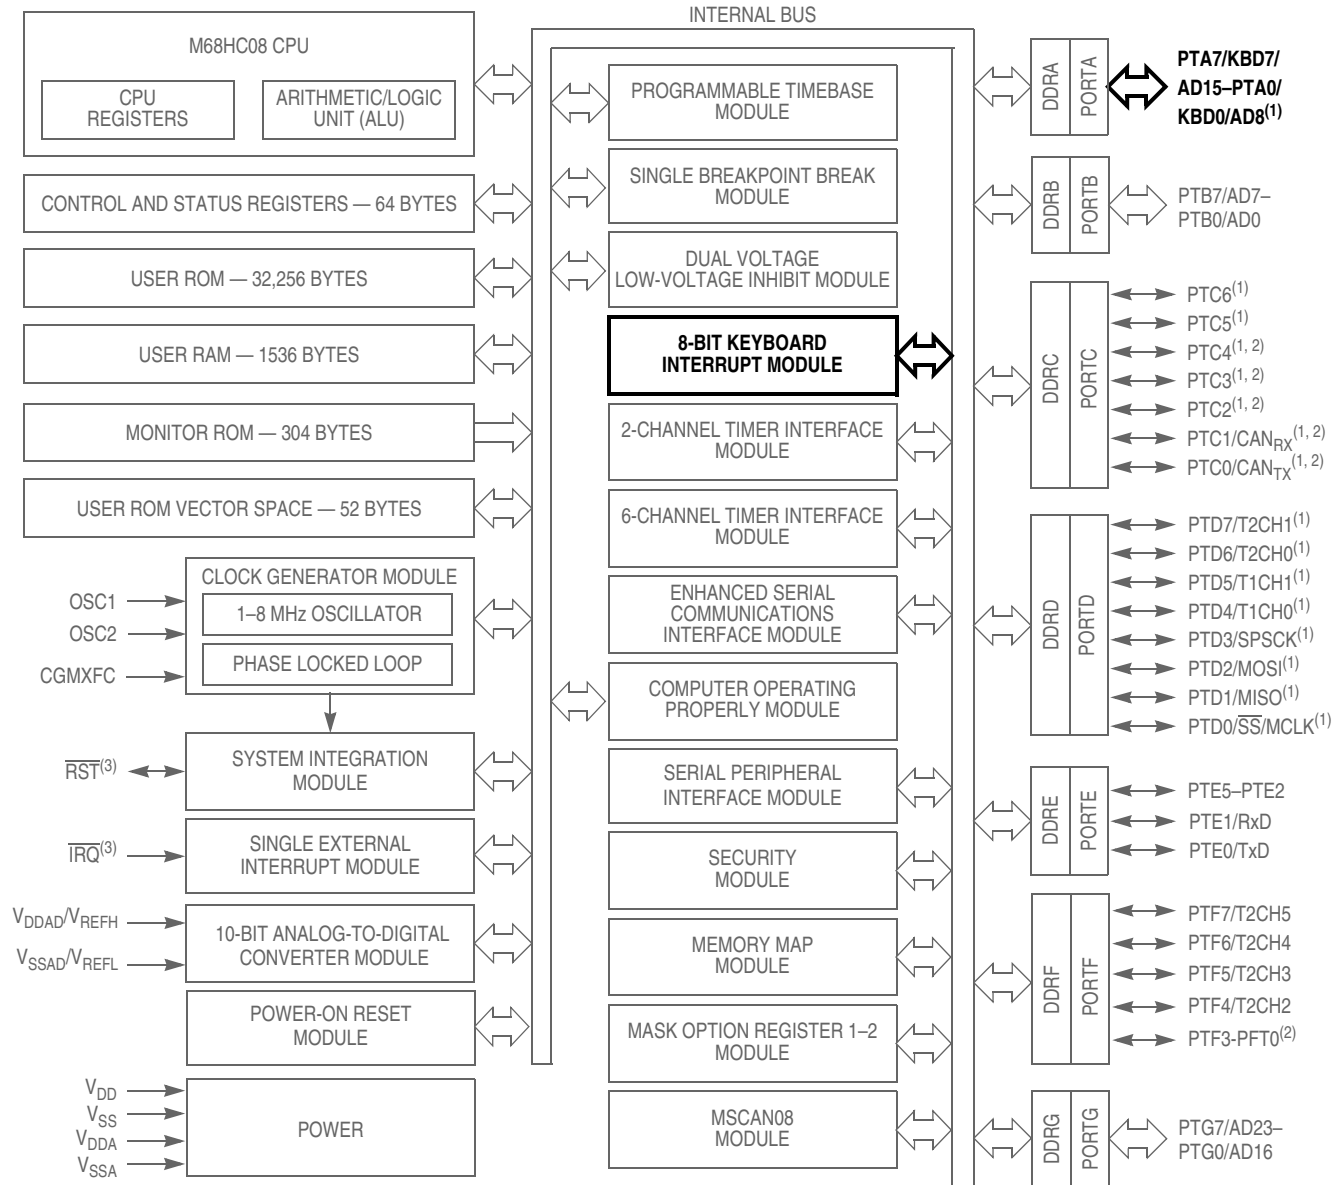 INTERNAL BUS
M68HC08 CPU
CPU
REGISTERS
ARITHMETIC/LOGIC
UNIT (ALU)
CONTROL AND STATUS REGISTERS — 64 BYTES
USER ROM — 32,256 BYTES
USER RAM — 1536 BYTES
MONITOR ROM — 304 BYTES
USER ROM VECTOR SPACE — 52 BYTES
CLOCK GENERATOR MODULE
1–8 MHz OSCILLATOR
PHASE LOCKED LOOP
OSC1
OSC2
CGMXFC
SYSTEM INTEGRATION
MODULE
RST(3)
SINGLE EXTERNAL
INTERRUPT MODULE
IRQ(3)
10-BIT ANALOG-TO-DIGITAL
CONVERTER MODULE
VDDAD/VREFH
VSSAD/VREFL
POWER-ON RESET
MODULE
POWER
VDD
VSS
VDDA
VSSA
PROGRAMMABLE TIMEBASE
MODULE
SINGLE BREAKPOINT BREAK
MODULE
DUAL VOLTAGE
LOW-VOLTAGE INHIBIT MODULE
8-BIT KEYBOARD
INTERRUPT MODULE
2-CHANNEL TIMER INTERFACE
MODULE
6-CHANNEL TIMER INTERFACE
MODULE
ENHANCED SERIAL
COMMUNICATIONS
INTERFACE MODULE
COMPUTER OPERATING
PROPERLY MODULE
SERIAL PERIPHERAL
INTERFACE MODULE
SECURITY
MODULE
MEMORY MAP
MODULE
MASK OPTION REGISTER 1–2
MODULE
MSCAN08
MODULE
DDRA
PORTA
PTA7/KBD7/
AD15–PTA0/
KBD0/AD8(1)
DDRB
PORTB
PTB7/AD7–
PTB0/AD0
DDRC
PORTC
PTC6(1)
PTC5(1)
PTC4(1, 2)
PTC3(1, 2)
PTC2(1, 2)
PTC1/CANRX(1, 2)
PTC0/CANTX(1, 2)
DDRD
PORTD
PTD7/T2CH1(1)
PTD6/T2CH0(1)
PTD5/T1CH1(1)
PTD4/T1CH0(1)
PTD3/SPSCK(1)
PTD2/MOSI(1)
PTD1/MISO(1)
PTD0/SS/MCLK(1)
DDRE
PORTE
PTE5–PTE2
PTE1/RxD
PTE0/TxD
DDRF
PORTF
PTF7/T2CH5
PTF6/T2CH4
PTF5/T2CH3
PTF4/T2CH2
PTF3-PFT0(2)
DDRG
PORTG
PTG7/AD23–
PTG0/AD16